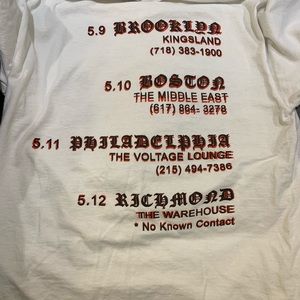 5.9 BROOKLYN
KINGSLAND
(718) 383-1900
5.10 BOSTON
THE MIDDLE EAST
(617) 864- 3278
5.11 PHILADELPHIA
THE VOLTAGE LOUNGE
(215) 494-7386
5.12 RICHMOND
THE WAREHOUSE
* No Known Contact